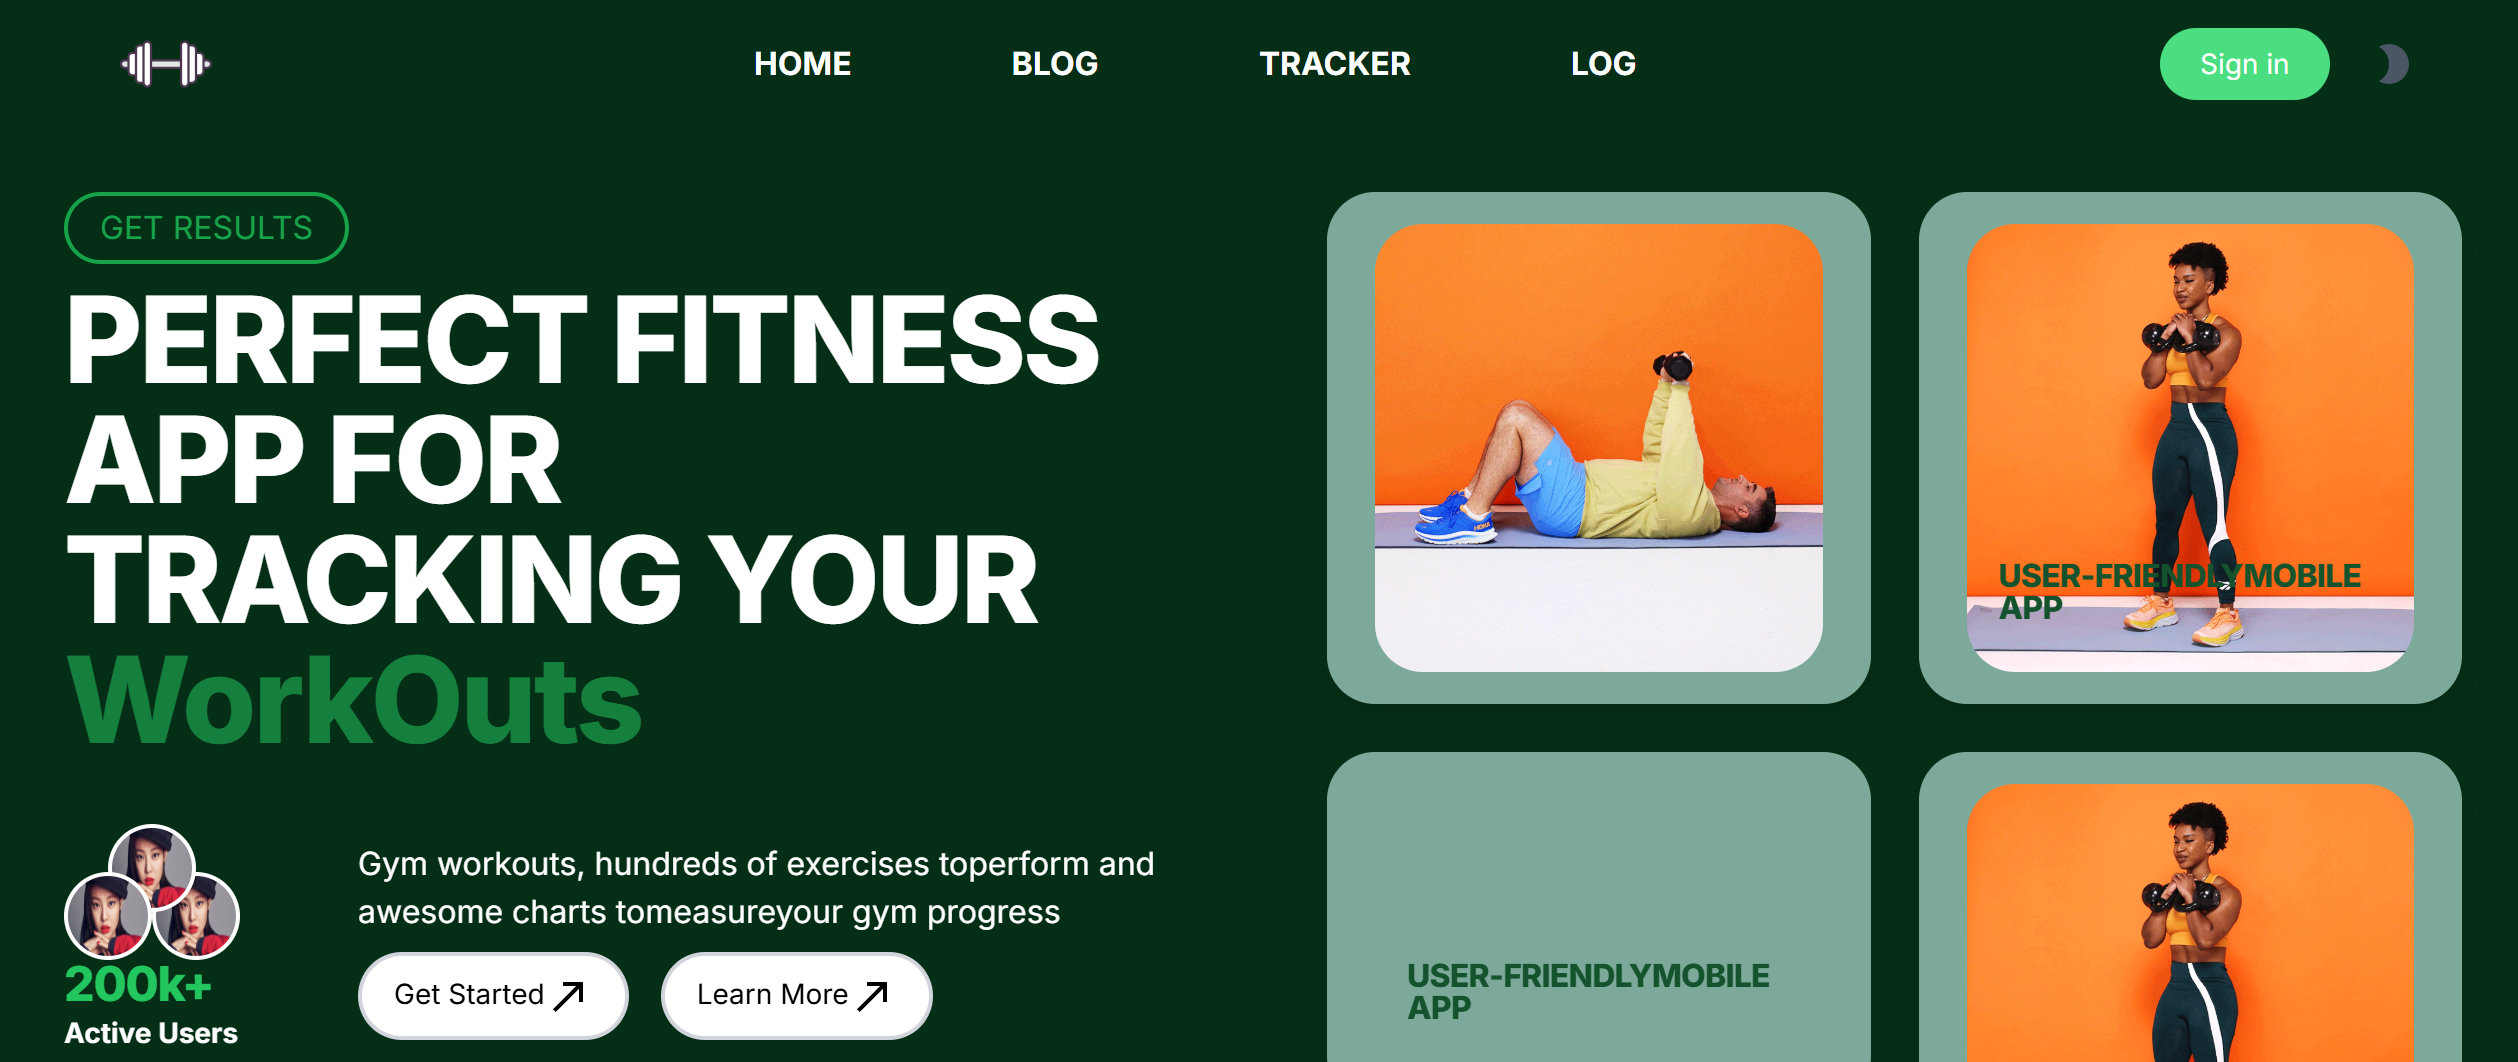 HOME
BLOG
TRACKER
LOG
Sign in
GET RESULTS
PERFECT FITNESS
APP FOR
TRACKING YOUR
WorkOuts
200k+
Active Users
Gym workouts, hundreds of exercises toperform and
awesome charts tomeasureyour gym progress
Get Started
Learn More
USER-FRIENDLYMOBILE
APP
USER-FRIENDLYMOBILE
APP